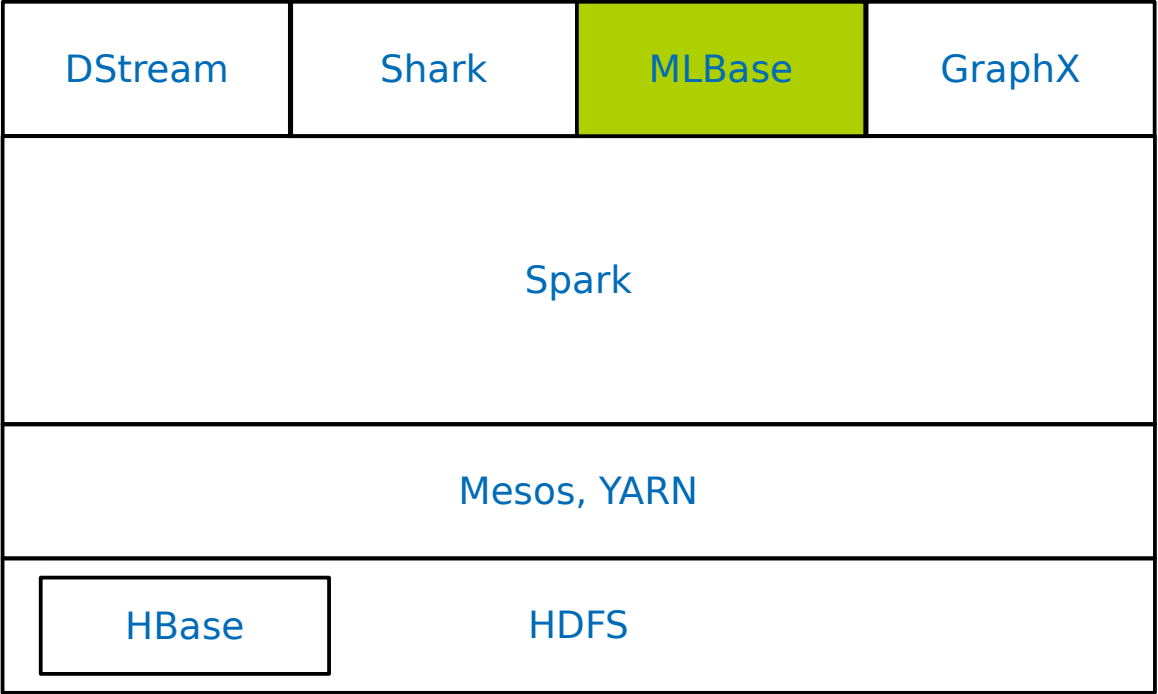 DStream
Shark
MLBase
GraphX
Spark
Mesos, YARN
HBase
HDFS